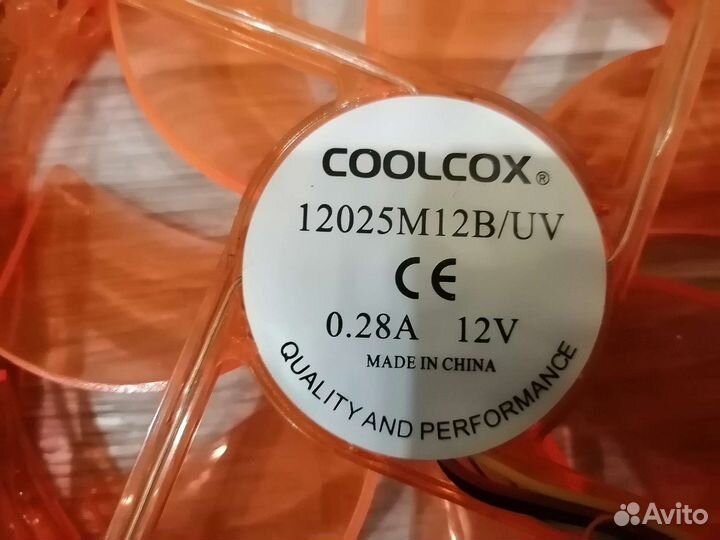 COOLCOX®
12025M12B/UV
CE
0.28A 12V
MADE IN CHINA
QUALITY AND PERFORMANCE
Avito